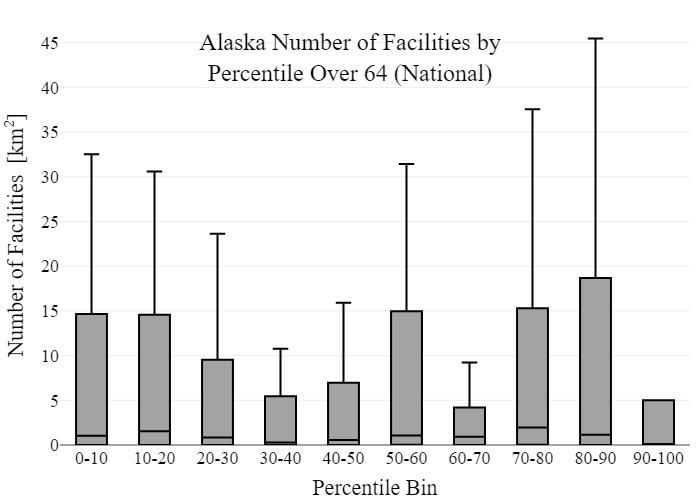 Alaska Number of Facilities by
Percentile Over 64 (National)
Number of Facilities [km²]
45
40
35
30
25
20
15
10
5
0
0-10 10-20 20-30 30-40 40-50 50-60 60-70 70-80 80-90 90-100
Percentile Bin